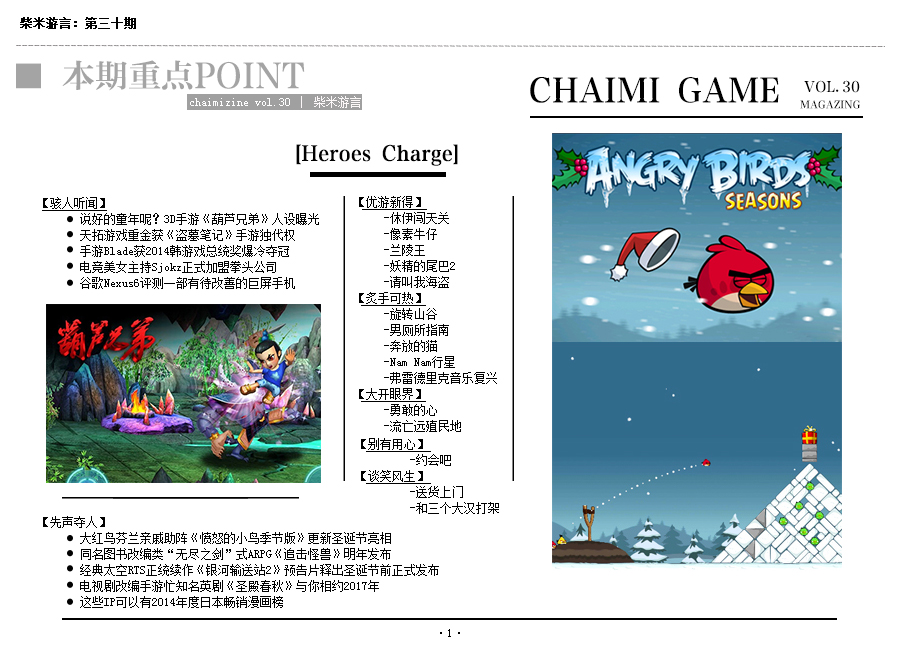 柴米游言：第三十期
本期重点POINT
chaimizine vol.30 | 柴米游言
CHAIMI GAME
VOL.30
MAGAZING
[Heroes Charge]
【骇人听闻】
● 说好的童年呢？3D手游《葫芦兄弟》人设曝光
● 天拓游戏重金获《盗墓笔记》手游独代权
● 手游Blade获2014韩游戏总统奖爆冷夺冠
● 电竞美女主持Sjokz正式加盟拳头公司
● 谷歌Nexus6评测一部有待改善的巨屏手机
葫芦兄弟
【优游新得】
-休伊闯天关
-像素牛仔
-兰陵王
-妖精的尾巴2
-请叫我海盗
【炙手可热】
-旋转山谷
-男厕所指南
-奔放的猫
-Nam Nam行星
-弗雷德里克音乐复兴
【大开眼界】
-勇敢的心
-流亡远殖民地
【别有用心】
-约会吧
【谈笑风生】
-送货上门
-和三个大汉打架
ANGRY BIRDS
SEASONS
【先声夺人】
● 大红鸟芬兰亲戚助阵《愤怒的小鸟季节版》更新圣诞节关
● 同名图书改编类“无尽之剑”式ARPG《追击怪兽》明年发布
● 经典太空RTS正统续作《银河输送站2》预告片释出圣诞节前正式发布
● 电视剧改编手游忙知名英剧《圣殿春秋》与你相约2017年
● 这些IP可以有2014年度日本畅销漫画榜
·1·